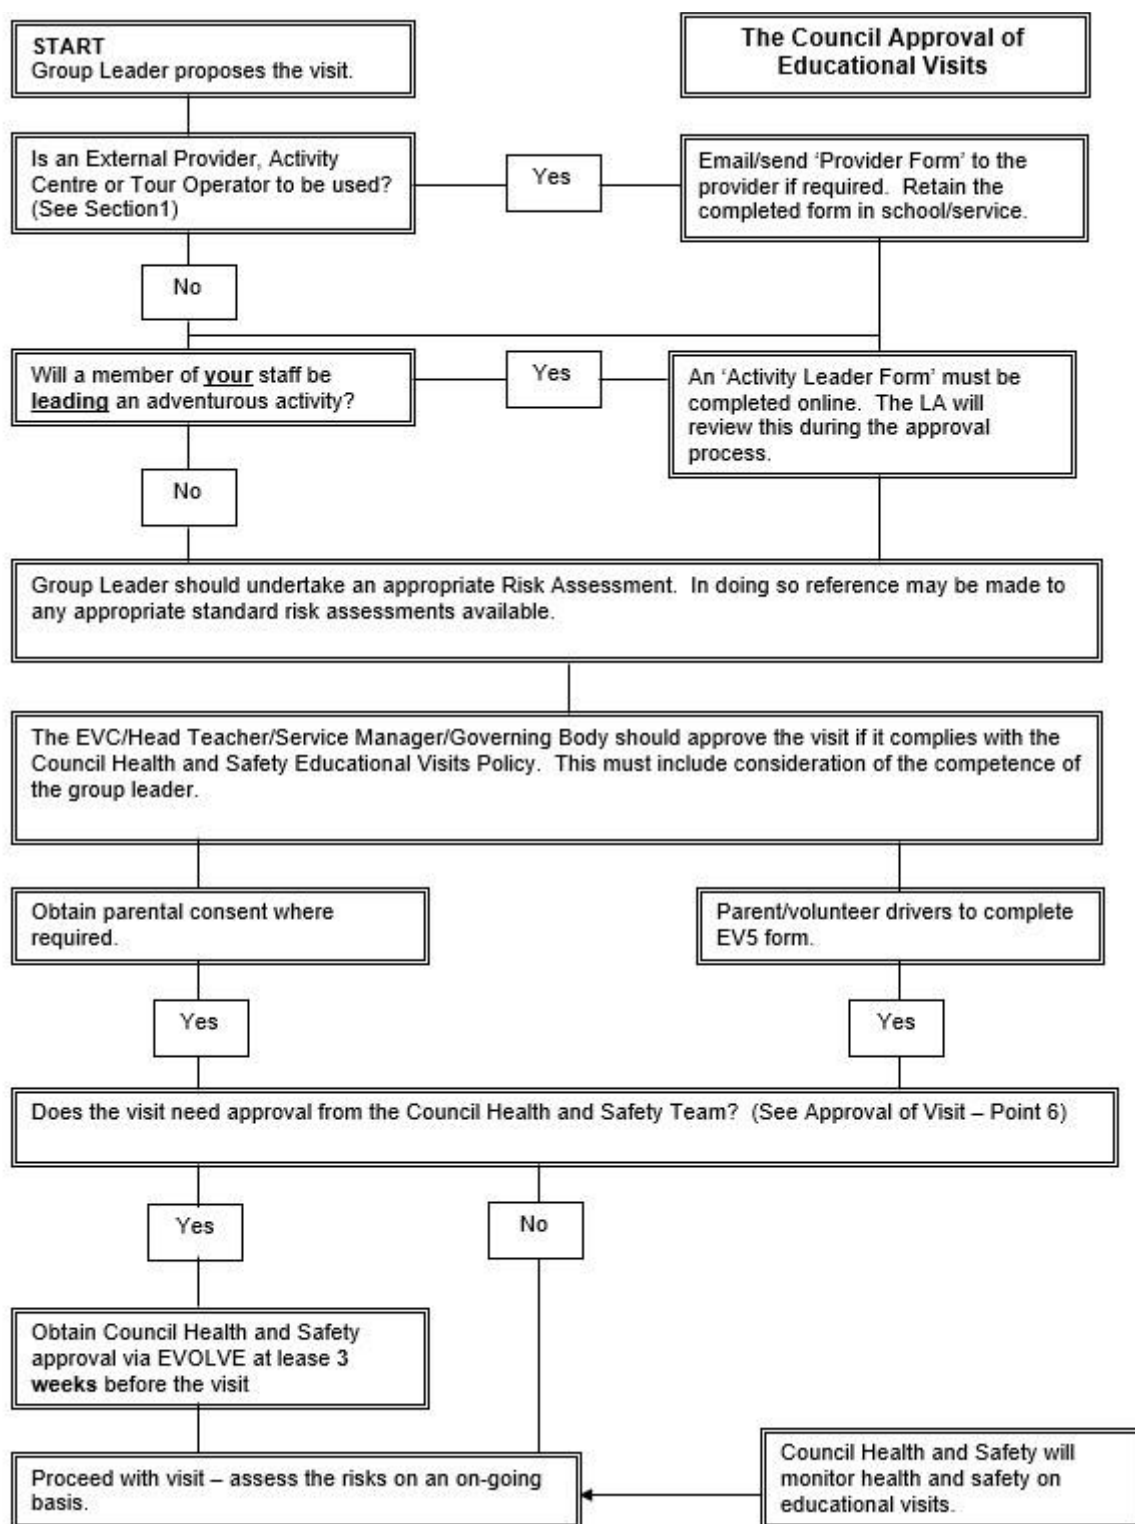 START
Group Leader proposes the visit.
The Council Approval of
Educational Visits
Is an External Provider, Activity
Centre or Tour Operator to be used?
(See Section1)
Yes
Email/send ‘Provider Form’ to the
provider if required.  Retain the
completed form in school/service.
No
Will a member of your staff be
leading an adventurous activity?
Yes
An ‘Activity Leader Form’ must be
completed online.  The LA will
review this during the approval
process.
No
Group Leader should undertake an appropriate Risk Assessment.  In doing so reference may be made to
any appropriate standard risk assessments available.
The EVC/Head Teacher/Service Manager/Governing Body should approve the visit if it complies with the
Council Health and Safety Educational Visits Policy.  This must include consideration of the competence of
the group leader.
Obtain parental consent where
required.
Parent/volunteer drivers to complete
EV5 form.
Yes
Yes
Does the visit need approval from the Council Health and Safety Team?  (See Approval of Visit – Point 6)
Yes
No
Obtain Council Health and Safety
approval via EVOLVE at lease 3
weeks before the visit
Proceed with visit – assess the risks on an on-going
basis.
Council Health and Safety will
monitor health and safety on
educational visits.